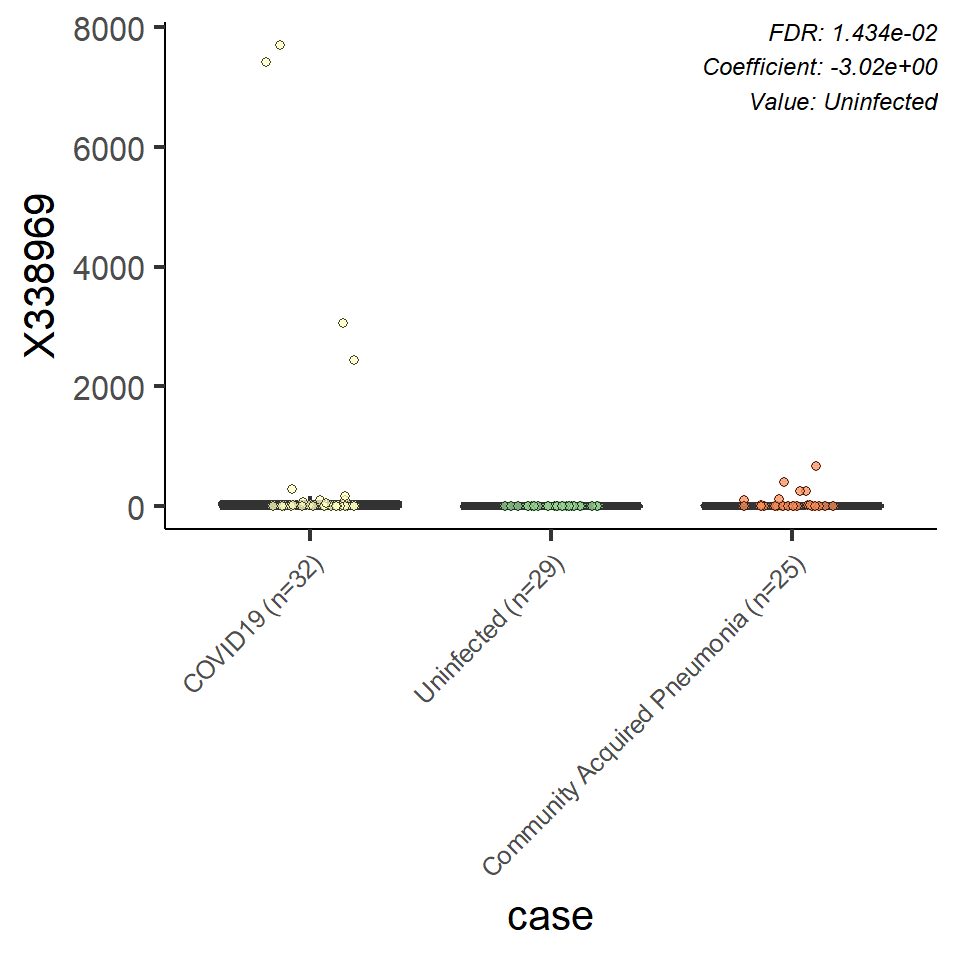 FDR: 1.434e-02
Coefficient: -3.02e+00
Value: Uninfected
8000
6000
4000
2000
0
X338969
COVID19 (n=32)
Uninfected (n=29)
Community Acquired Pneumonia (n=25)
case